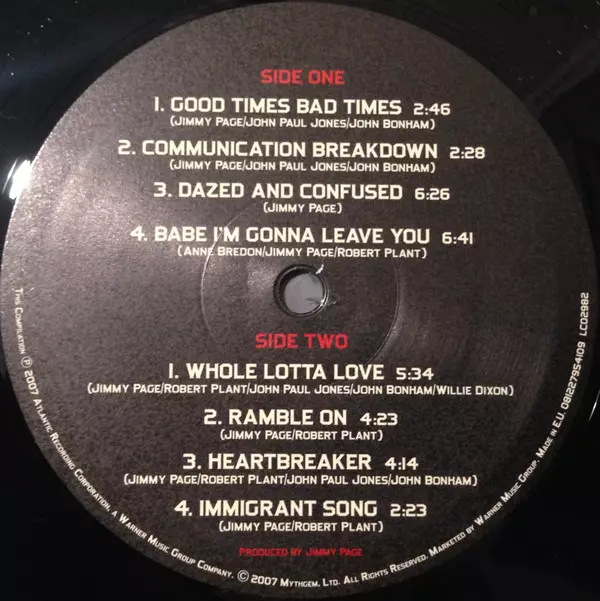 SIDE ONE
1. GOOD TIMES BAD TIMES 2:46
(JIMMY PAGE/JOHN PAUL JONES/JOHN BONHAM)
2. COMMUNICATION BREAKDOWN 2:28
(JIMMY PAGE/JOHN PAUL JONES/JOHN BONHAM)
3. DAZED AND CONFUSED 6:26
(JIMMY PAGE)
4. BABE I'M GONNA LEAVE YOU 6:41
(ANNE BREDON/JIMMY PAGE/ROBERT PLANT)
SIDE TWO
1. WHOLE LOTTA LOVE 5:34
(JIMMY PAGE/ROBERT PLANT/JOHN PAUL JONES/JOHN BONHAM/WILLIE DIXON)
2. RAMBLE ON 4:23
(JIMMY PAGE/ROBERT PLANT)
3. HEARTBREAKER 4:14
(JIMMY PAGE/ROBERT PLANT/JOHN PAUL JONES/JOHN BONHAM)
4. IMMIGRANT SONG 2:23
(JIMMY PAGE/ROBERT PLANT)
PRODUCED BY JIMMY PAGE
THIS COMPILATION ℗ 2007 ATLANTIC RECORDING CORPORATION, A WARNER MUSIC GROUP COMPANY. © 2007 MYTHGEM, LTD. ALL RIGHTS RESERVED. MARKETED BY WARNER MUSIC GROUP. MADE IN E.U. 081227954109 LC02982